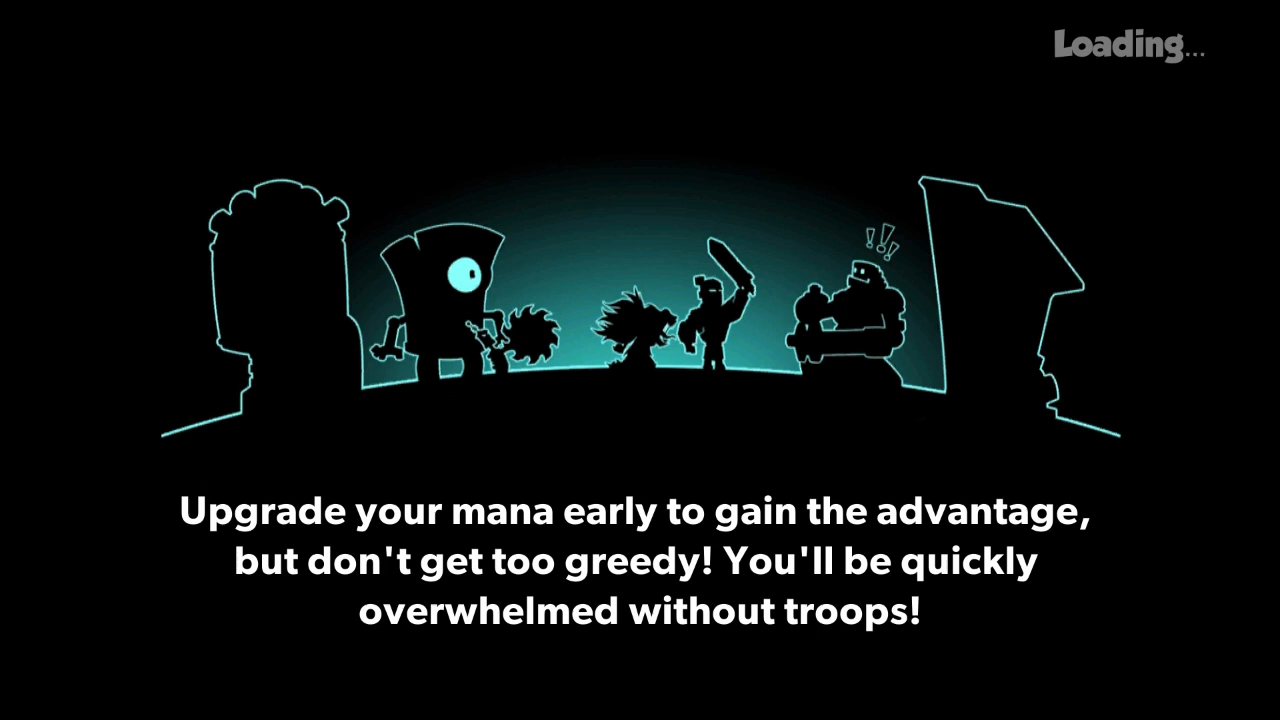 Loading...
!!!
Upgrade your mana early to gain the advantage,
but don't get too greedy! You'll be quickly
overwhelmed without troops!